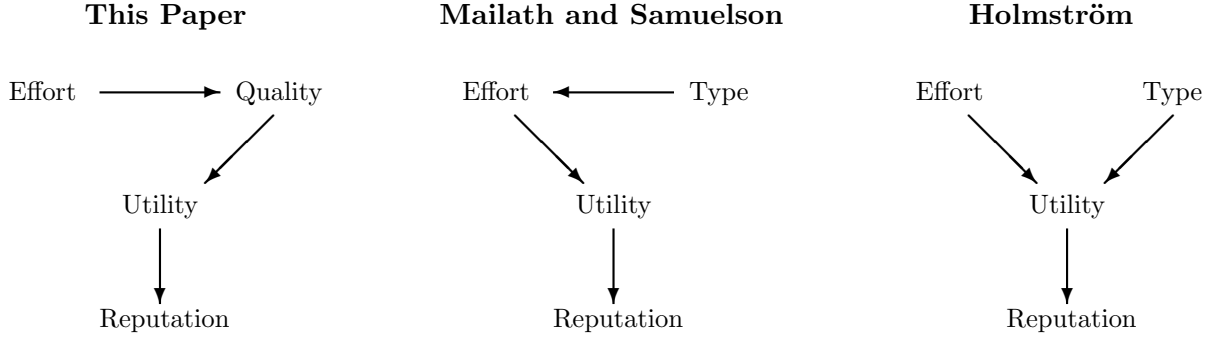 This Paper
Mailath and Samuelson
Holmström
Effort
Quality
Effort
Type
Effort
Type
Utility
Utility
Utility
Reputation
Reputation
Reputation